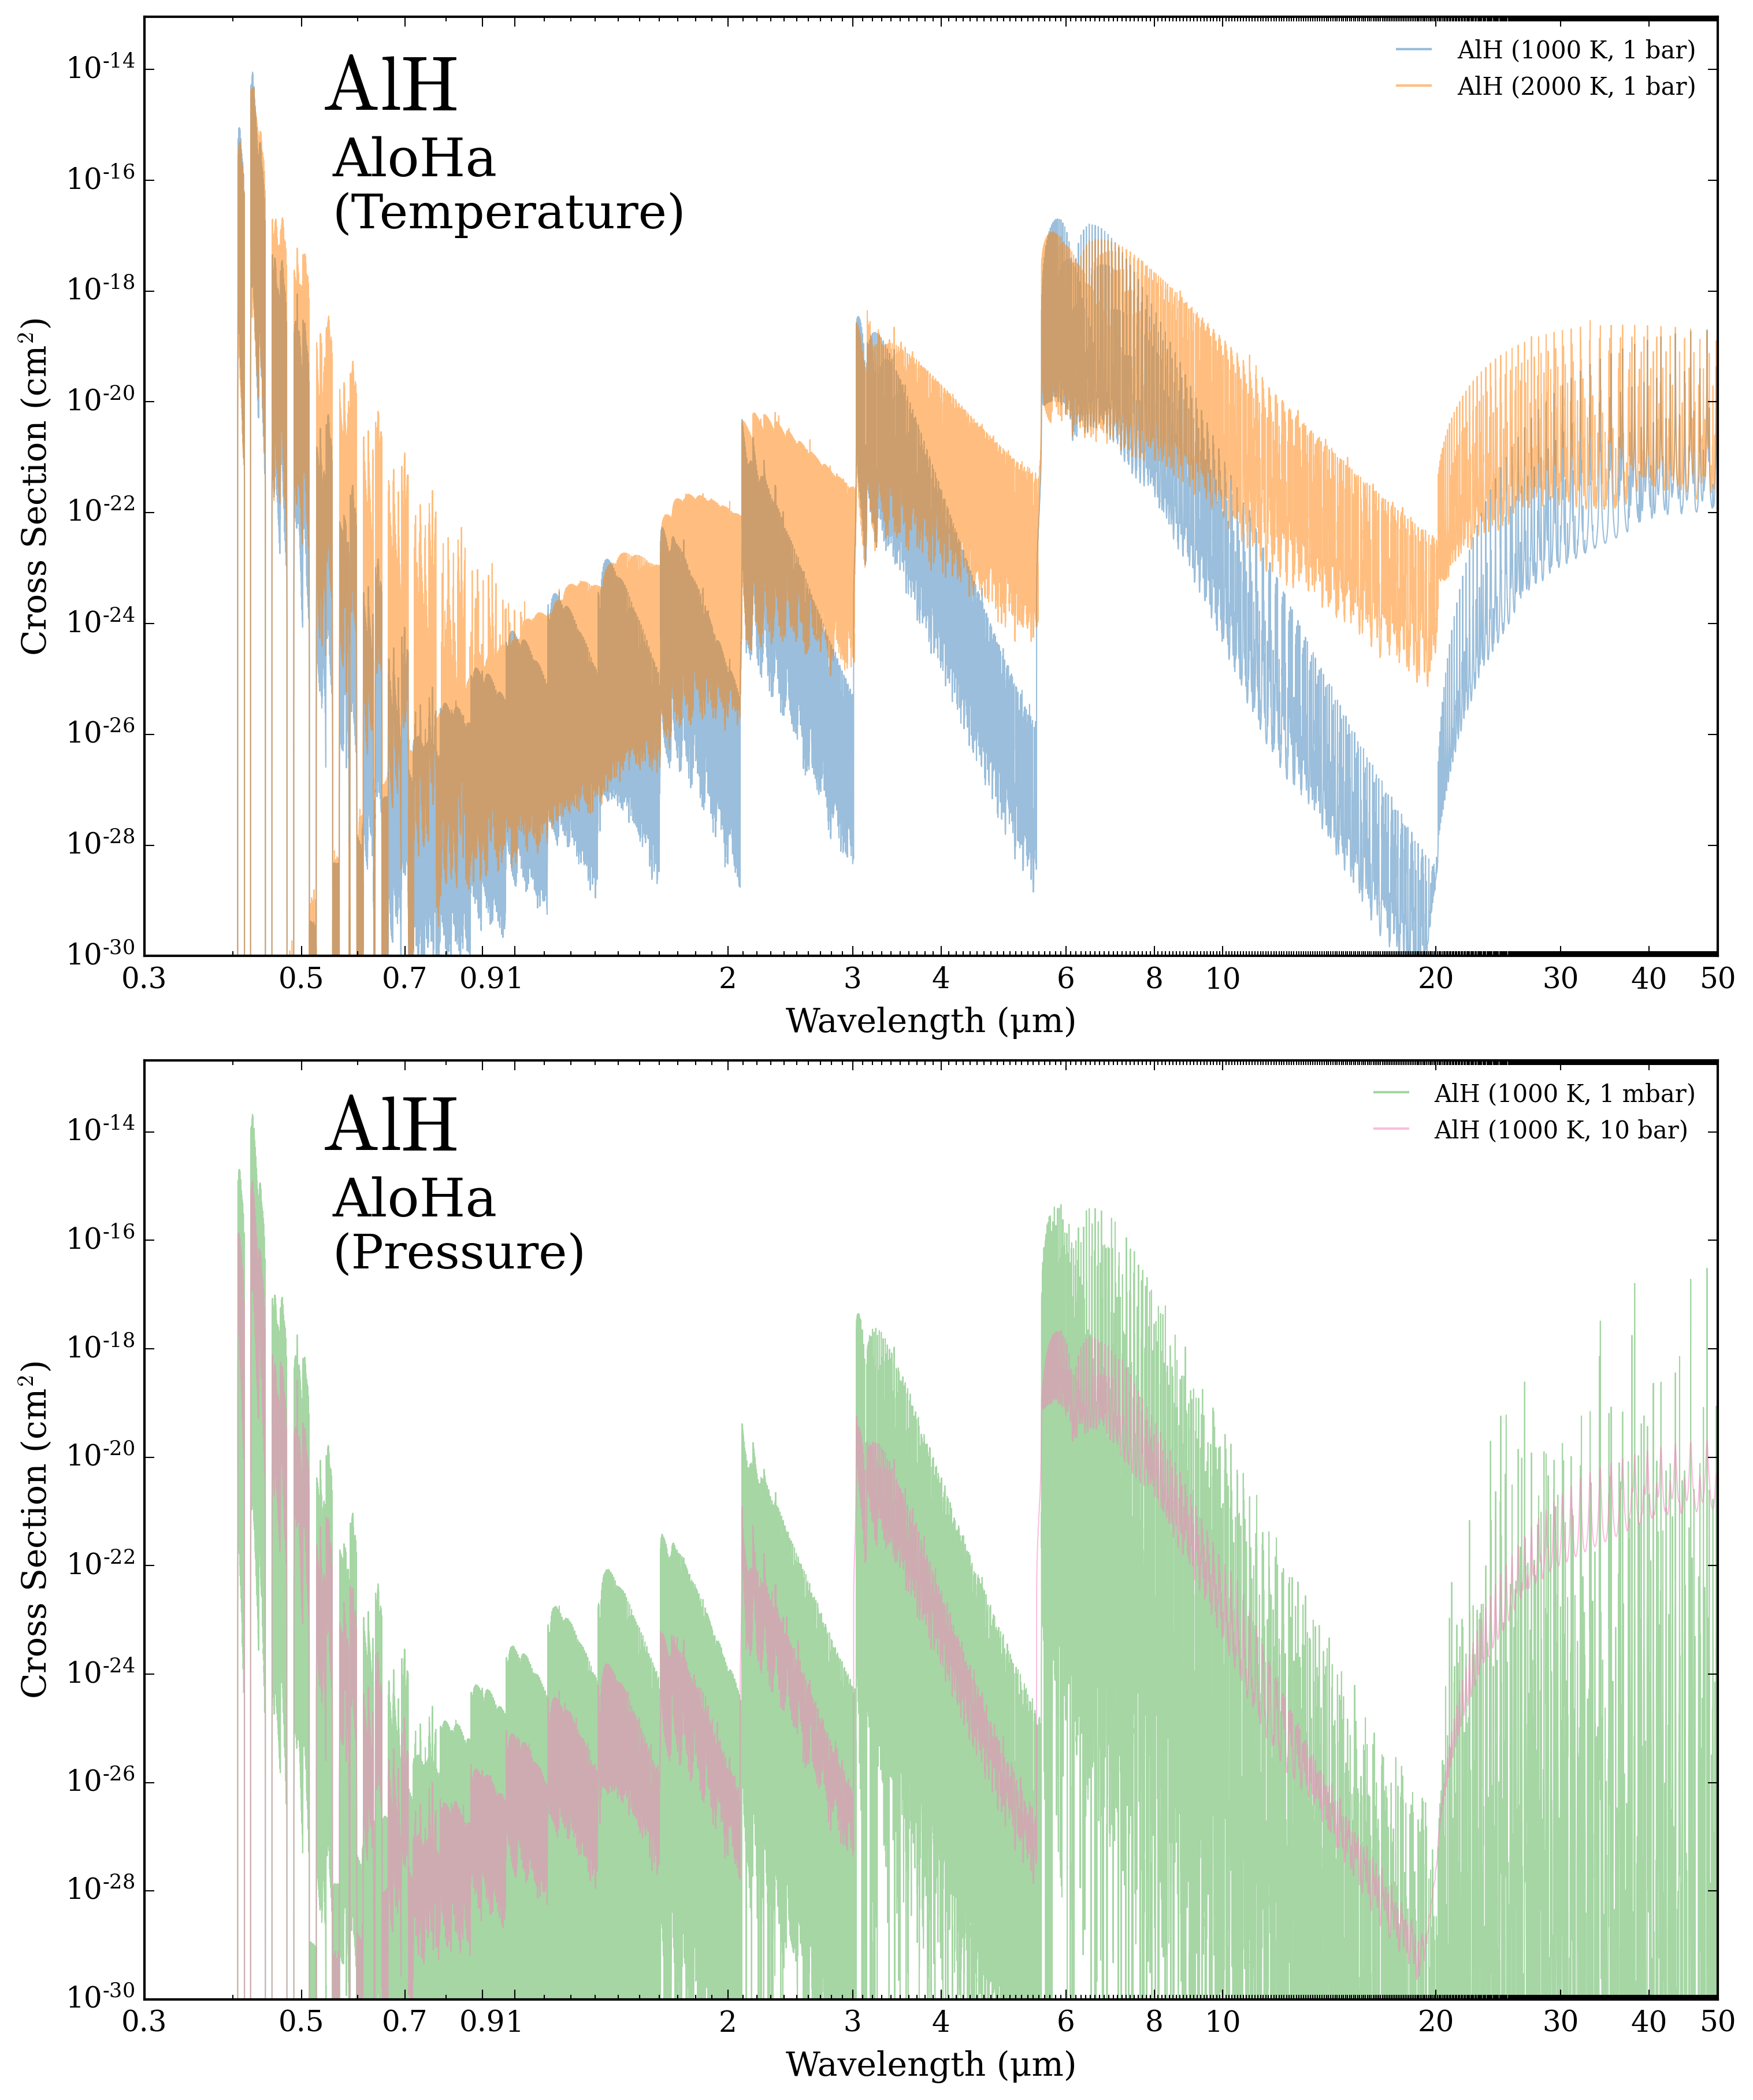 AlH
AloHa
(Temperature)
AlH (1000 K, 1 bar)
AlH (2000 K, 1 bar)
Cross Section (cm²)
10⁻¹⁴
10⁻¹⁶
10⁻¹⁸
10⁻²⁰
10⁻²²
10⁻²⁴
10⁻²⁶
10⁻²⁸
10⁻³⁰
0.3 0.5 0.7 0.9 1 2 3 4 6 8 10 20 30 40 50
Wavelength (μm)
AlH
AloHa
(Pressure)
AlH (1000 K, 1 mbar)
AlH (1000 K, 10 bar)
Cross Section (cm²)
10⁻¹⁴
10⁻¹⁶
10⁻¹⁸
10⁻²⁰
10⁻²²
10⁻²⁴
10⁻²⁶
10⁻²⁸
10⁻³⁰
0.3 0.5 0.7 0.9 1 2 3 4 6 8 10 20 30 40 50
Wavelength (μm)